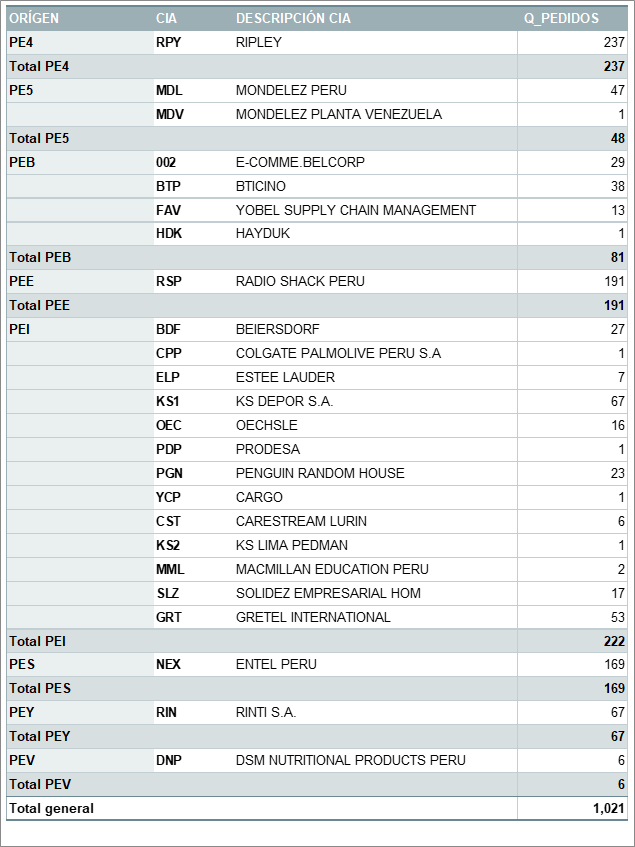 ORÍGEN CIA DESCRIPCIÓN CIA Q_PEDIDOS
PE4 RPY RIPLEY 237
Total PE4 237
PE5 MDL MONDELEZ PERU 47
MDV MONDELEZ PLANTA VENEZUELA 1
Total PE5 48
PEB 002 E-COMME.BELCORP 29
BTP BTICINO 38
FAV YOBEL SUPPLY CHAIN MANAGEMENT 13
HDK HAYDUK 1
Total PEB 81
PEE RSP RADIO SHACK PERU 191
Total PEE 191
PEI BDF BEIERSDORF 27
CPP COLGATE PALMOLIVE PERU S.A 1
ELP ESTEE LAUDER 7
KS1 KS DEPOR S.A. 67
OEC OECHSLE 16
PDP PRODESA 1
PGN PENGUIN RANDOM HOUSE 23
YCP CARGO 1
CST CARESTREAM LURIN 6
KS2 KS LIMA PEDMAN 1
MML MACMILLAN EDUCATION PERU 2
SLZ SOLIDEZ EMPRESARIAL HOM 17
GRT GRETEL INTERNATIONAL 53
Total PEI 222
PES NEX ENTEL PERU 169
Total PES 169
PEY RIN RINTI S.A. 67
Total PEY 67
PEV DNP DSM NUTRITIONAL PRODUCTS PERU 6
Total PEV 6
Total general 1,021